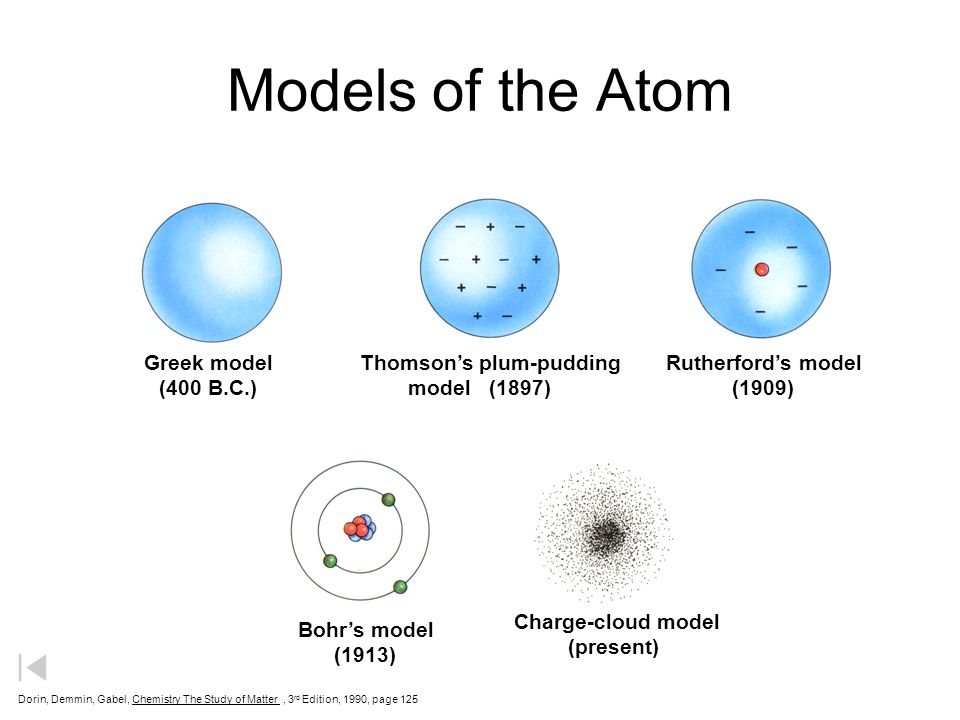 Models of the Atom
− + −
− + − +
+ − +
+ −
−
−
−
−
−
Greek model
(400 B.C.)
Thomson’s plum-pudding
model (1897)
Rutherford’s model
(1909)
Bohr’s model
(1913)
Charge-cloud model
(present)
Dorin, Demmin, Gabel, Chemistry The Study of Matter , 3rd Edition, 1990, page 125